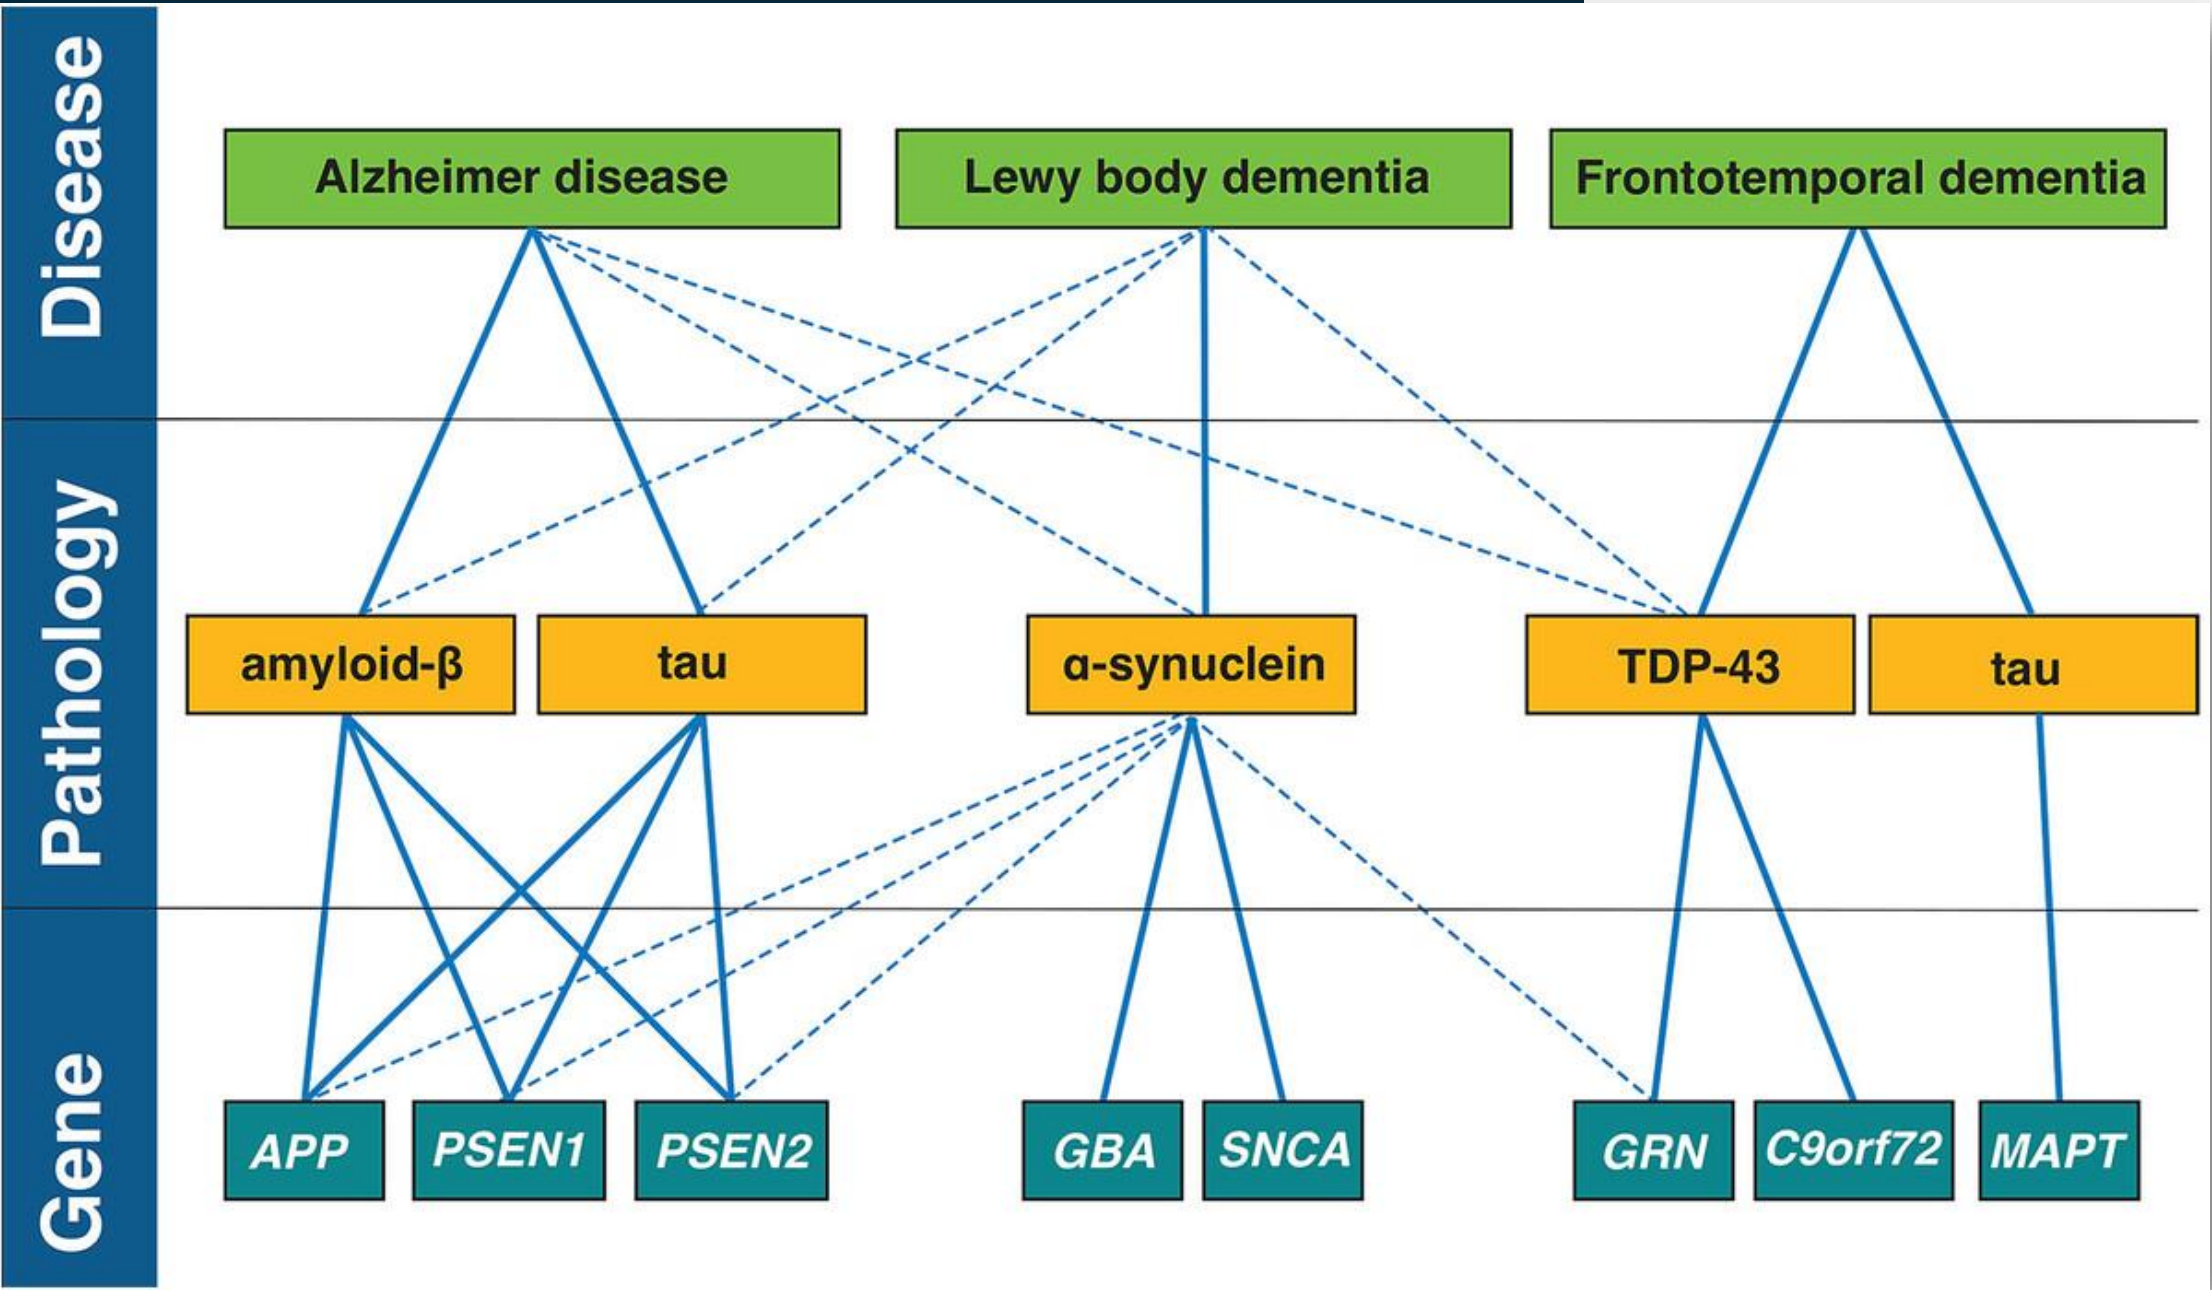 Disease
Alzheimer disease
Lewy body dementia
Frontotemporal dementia
Pathology
amyloid-β
tau
α-synuclein
TDP-43
tau
Gene
APP
PSEN1
PSEN2
GBA
SNCA
GRN
C9orf72
MAPT